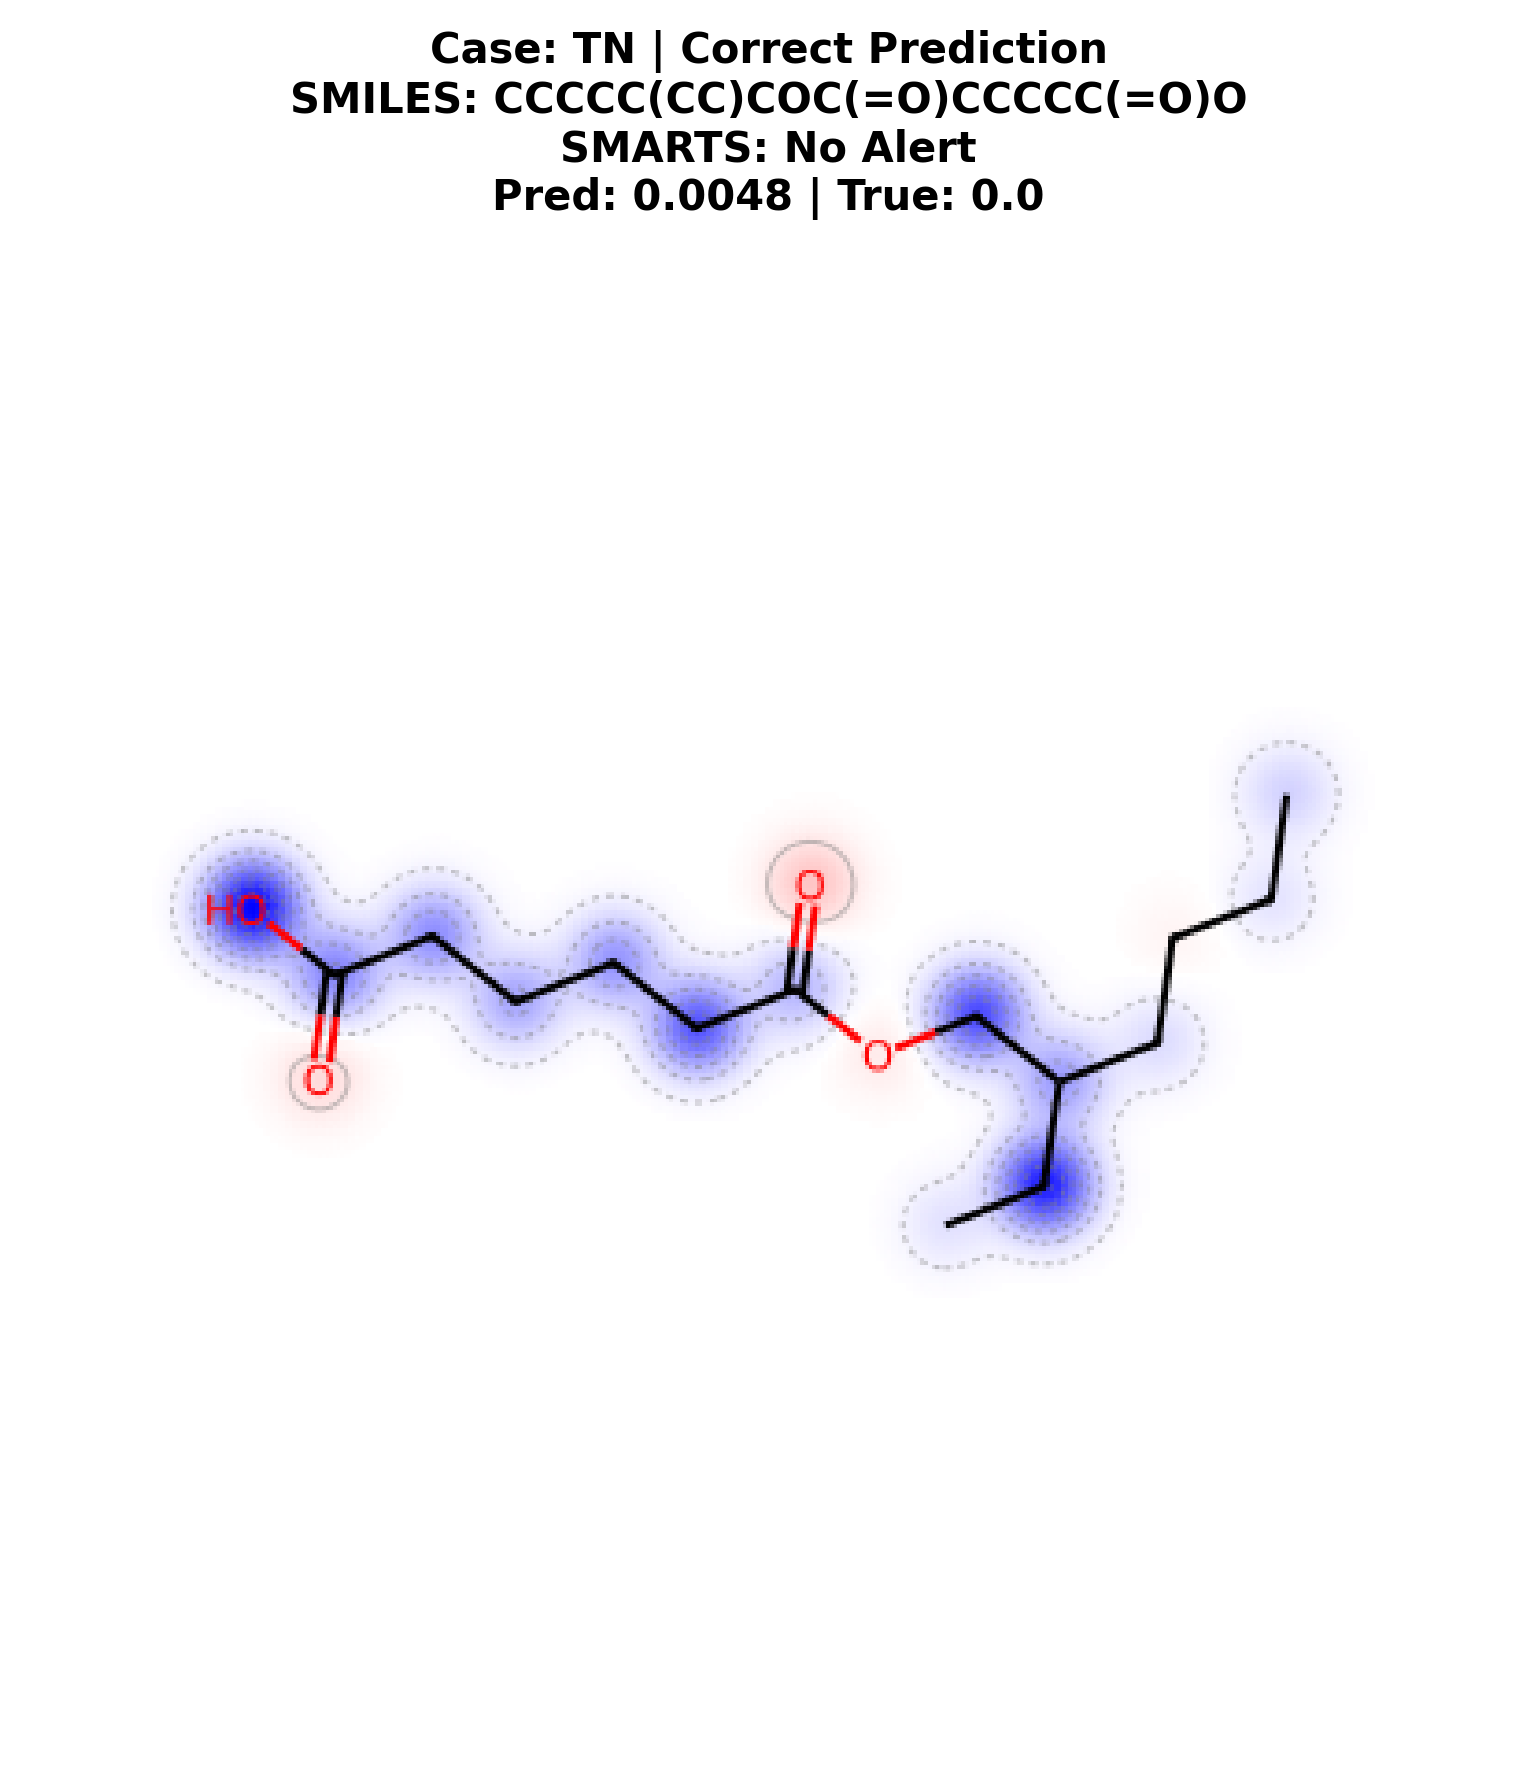 Case: TN | Correct Prediction
SMILES: CCCCC(CC)COC(=O)CCCCC(=O)O
SMARTS: No Alert
Pred: 0.0048 | True: 0.0
O
HO
O
O